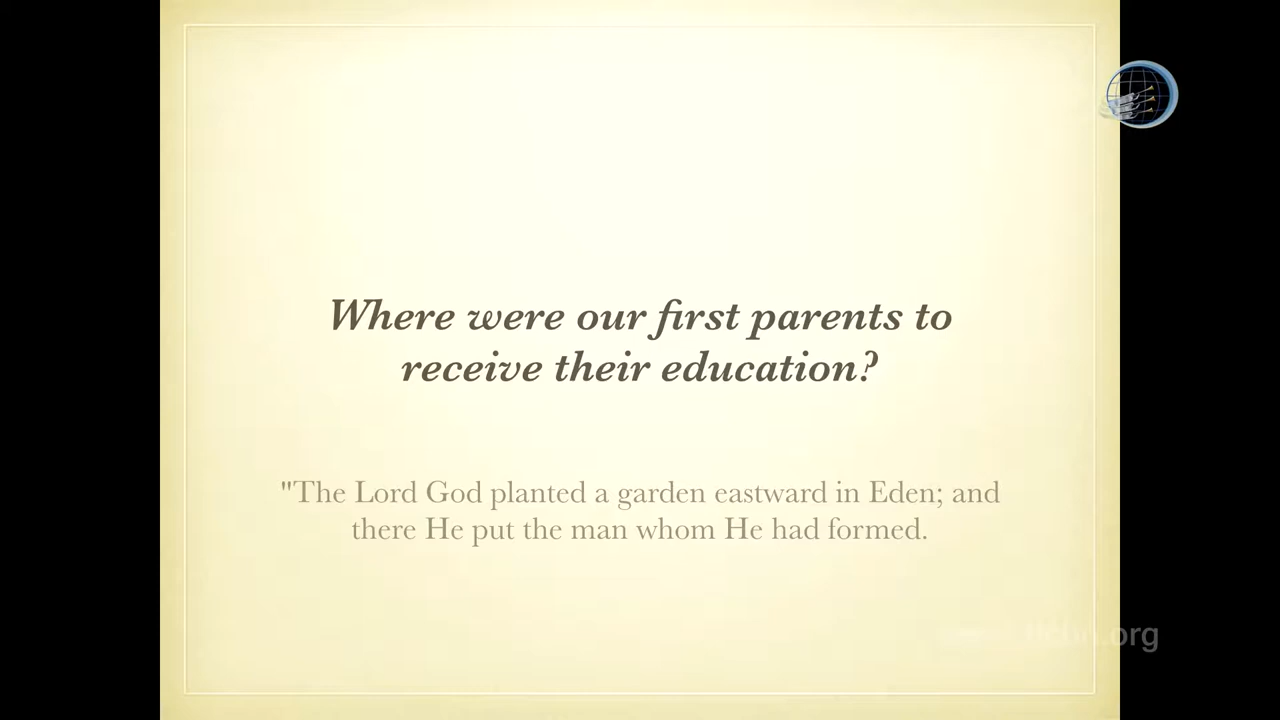 Where were our first parents to
receive their education?
"The Lord God planted a garden eastward in Eden; and
there He put the man whom He had formed.